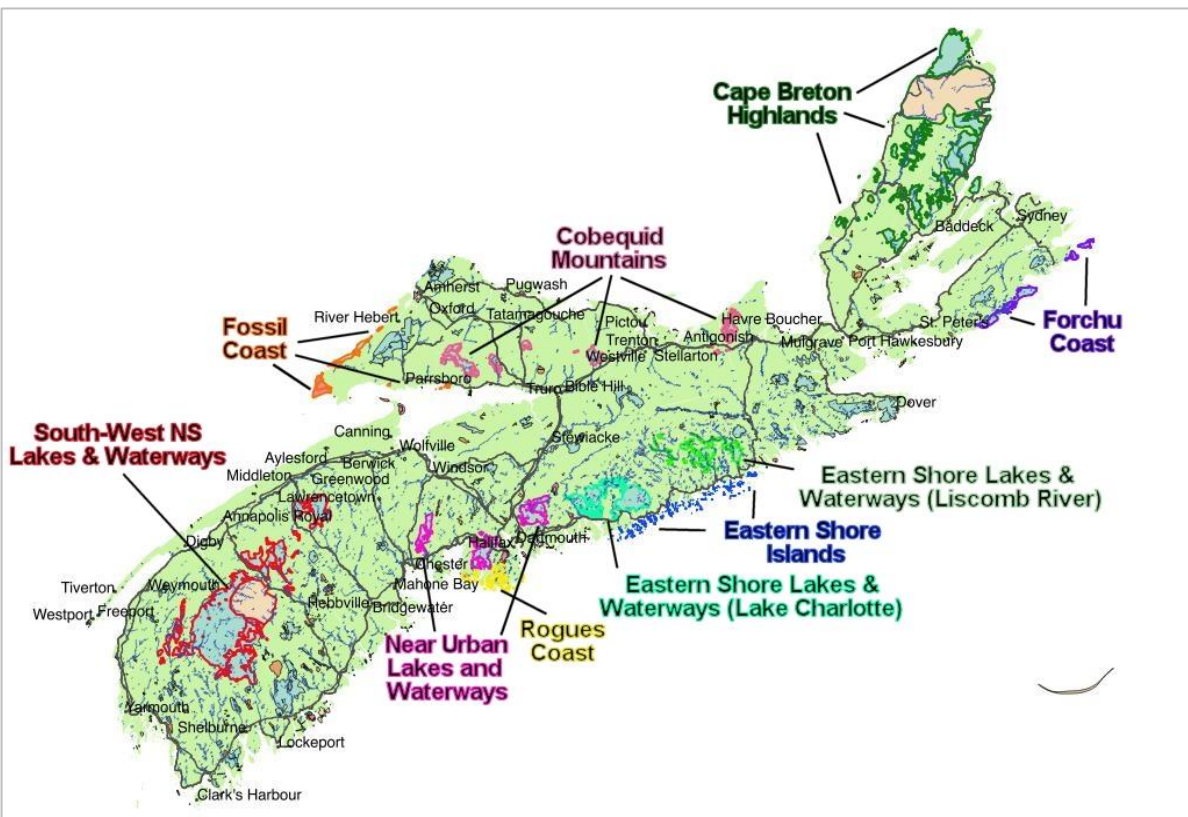 Cape Breton
Highlands
Sydney
Baddeck
Cobequid
Mountains
Amherst
Pugwash
Oxford
Tatamagouche
River Hebert
Fossil
Coast
Pictou
Trenton
Westville
Stellarton
Havre Boucher
Antigonish
Mulgrave
Port Hawkesbury
St. Peter's
Forchu
Coast
Parrsboro
Truro
Bible Hill
Dover
South-West NS
Lakes & Waterways
Canning
Wolfville
Stewiacke
Aylesford
Berwick
Windsor
Middleton
Greenwood
Lawrencetown
Annapolis Royal
Eastern Shore Lakes &
Waterways (Liscomb River)
Eastern Shore
Islands
Digby
Halifax
Dartmouth
Chester
Mahone Bay
Eastern Shore Lakes &
Waterways (Lake Charlotte)
Tiverton
Weymouth
Westport
Freeport
Hebbville
Bridgewater
Rogues
Coast
Near Urban
Lakes and
Waterways
Yarmouth
Shelburne
Lockeport
Clark's Harbour